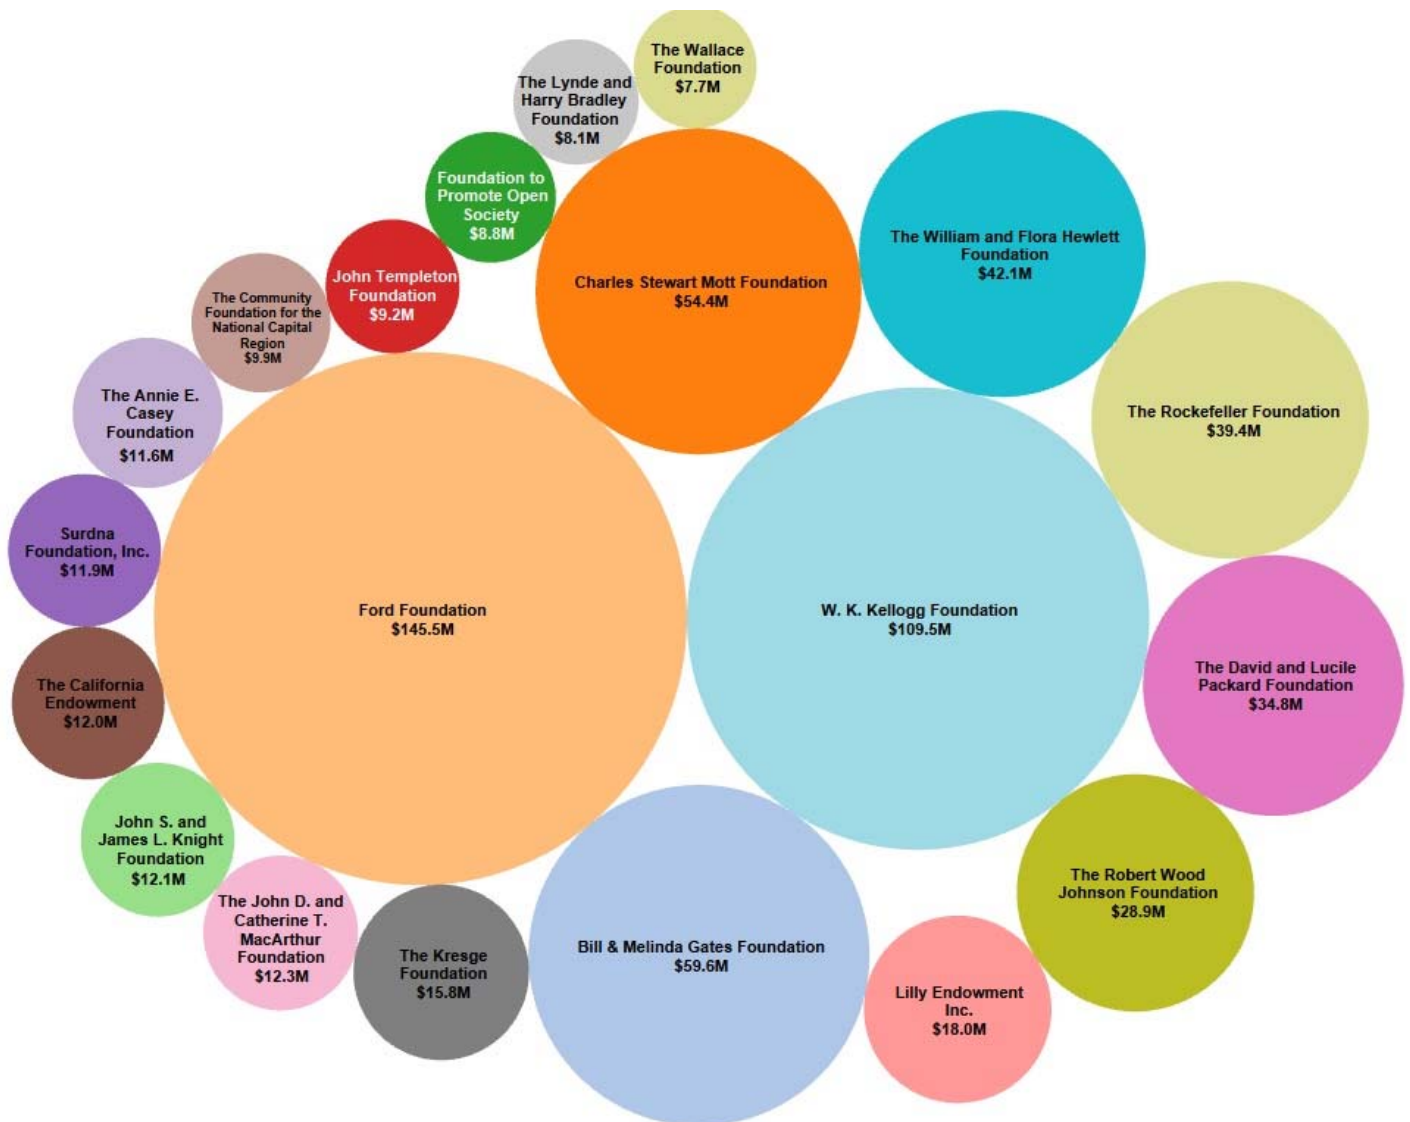 The Wallace
Foundation
$7.7M
The Lynde and
Harry Bradley
Foundation
$8.1M
Foundation to
Promote Open
Society
$8.8M
The William and Flora Hewlett
Foundation
$42.1M
John Templeton
Foundation
$9.2M
Charles Stewart Mott Foundation
$54.4M
The Community
Foundation for the
National Capital
Region
$9.9M
The Annie E.
Casey
Foundation
$11.6M
The Rockefeller Foundation
$39.4M
Surdna
Foundation, Inc.
$11.9M
Ford Foundation
$145.5M
W. K. Kellogg Foundation
$109.5M
The David and Lucile
Packard Foundation
$34.8M
The California
Endowment
$12.0M
John S. and
James L. Knight
Foundation
$12.1M
The Robert Wood
Johnson Foundation
$28.9M
The John D. and
Catherine T.
MacArthur
Foundation
$12.3M
The Kresge
Foundation
$15.8M
Bill & Melinda Gates Foundation
$59.6M
Lilly Endowment
Inc.
$18.0M